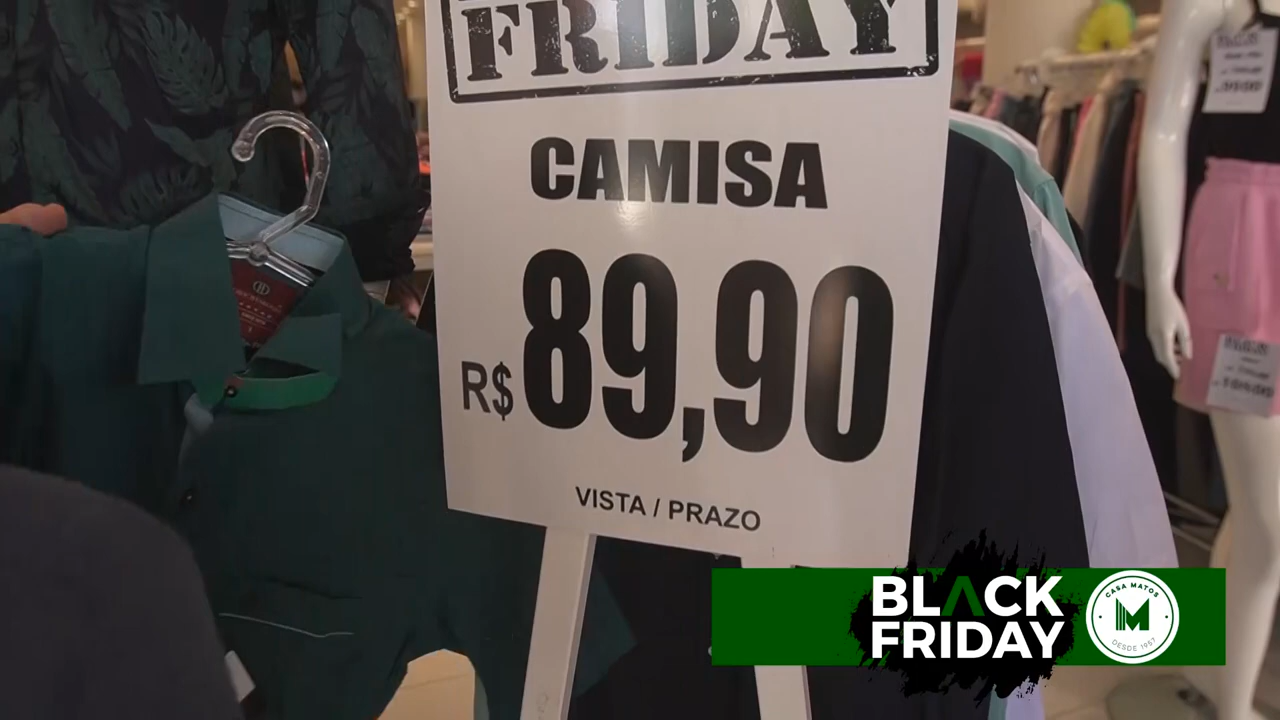 FRIDAY
CAMISA
R$ 89,90
VISTA / PRAZO
BLACK
FRIDAY
CASA MATOS
M
DESDE 1957